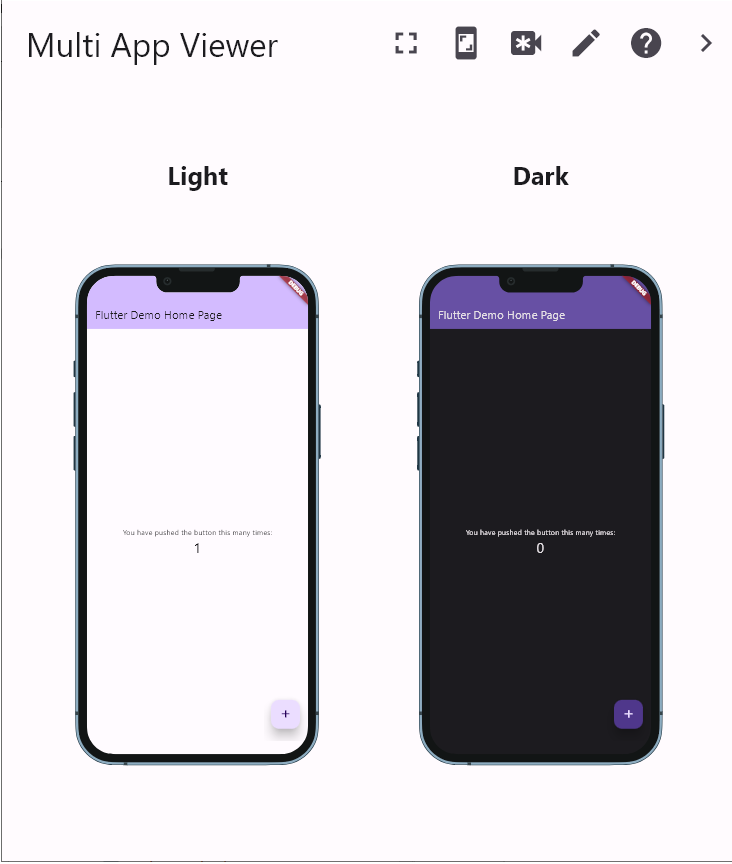 Multi App Viewer
Light
Dark
DEBUG
Flutter Demo Home Page
You have pushed the button this many times:
1
+
DEBUG
Flutter Demo Home Page
You have pushed the button this many times:
0
+